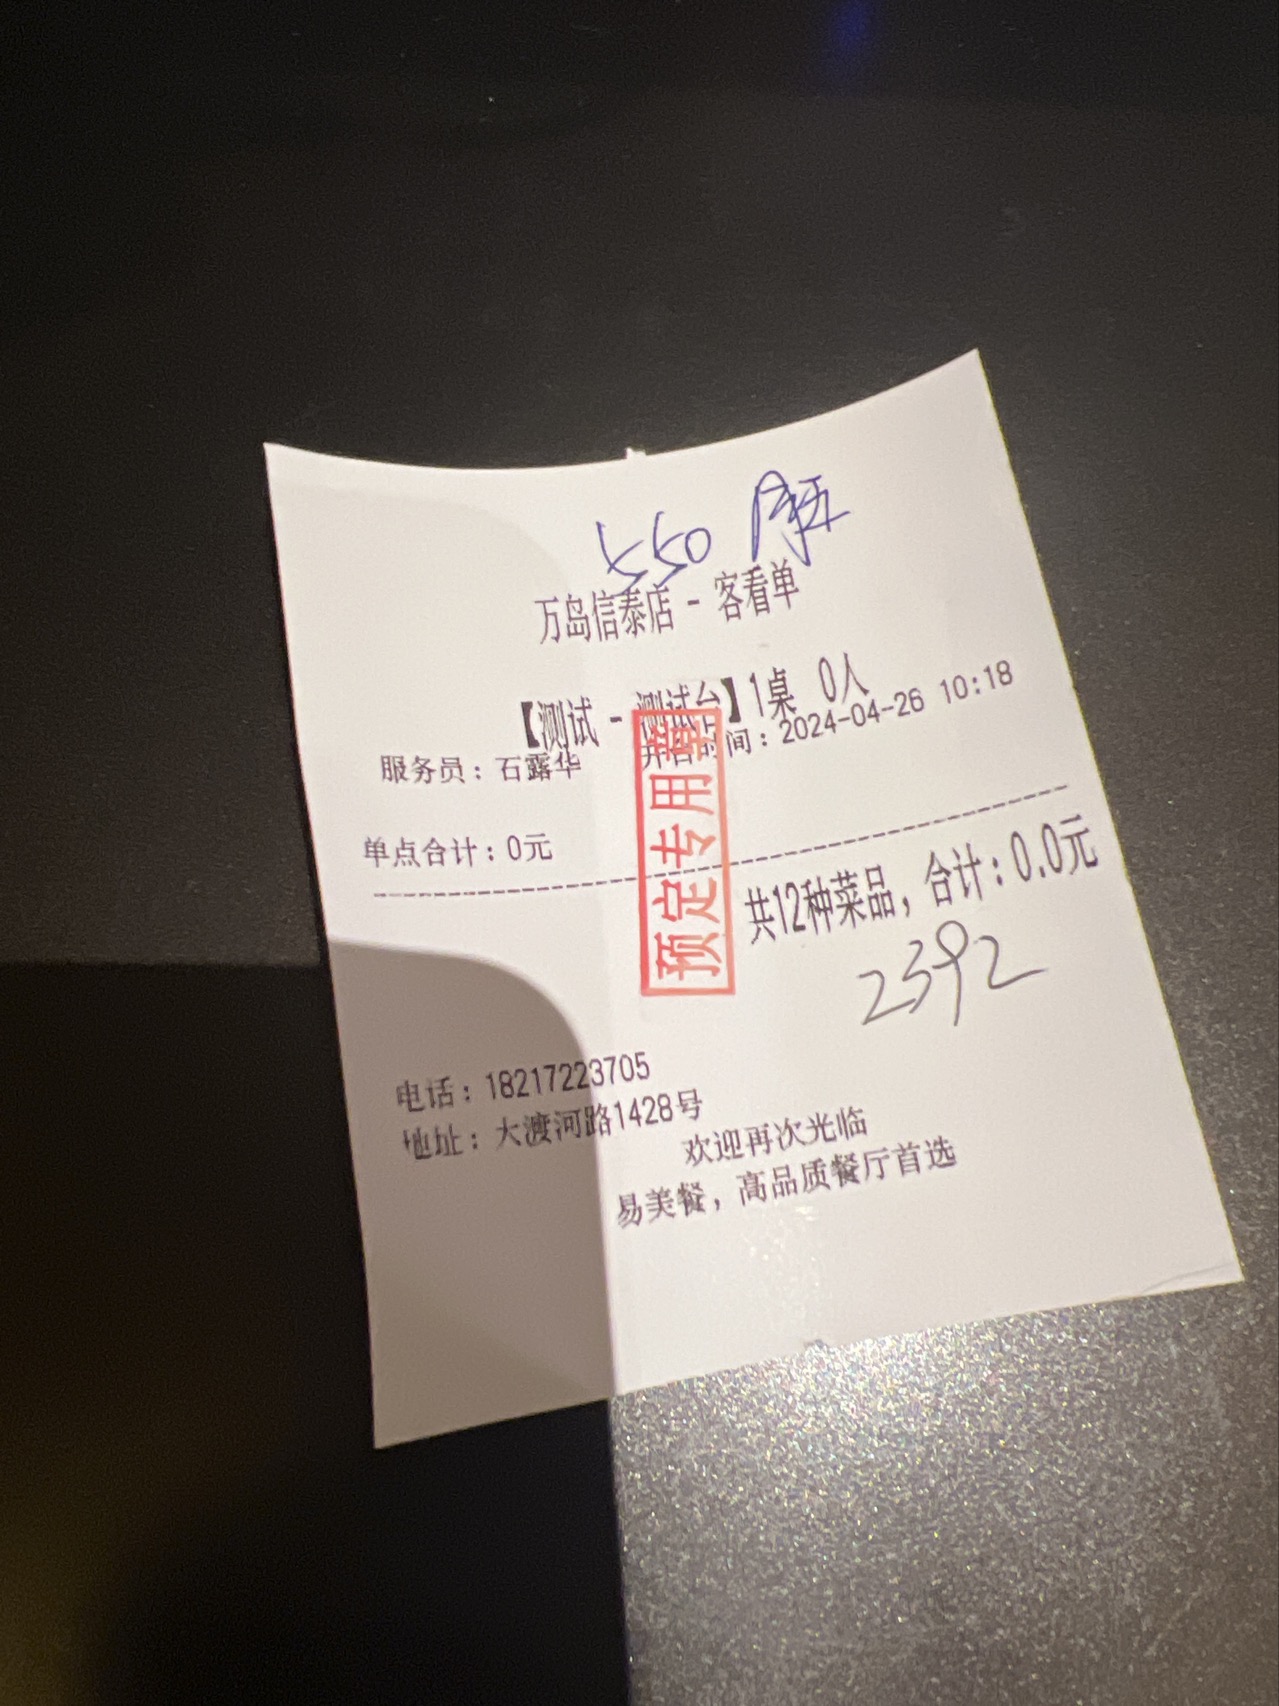 550
万岛信泰店 - 客看单
【测试 - 测试台】1桌 0人
服务员：石露华 开台时间：2024-04-26 10:18
单点合计：0元
共12种菜品，合计：0.0元
2392
预定专用章
电话：18217223705
地址：大渡河路1428号
欢迎再次光临
易美餐，高品质餐厅首选